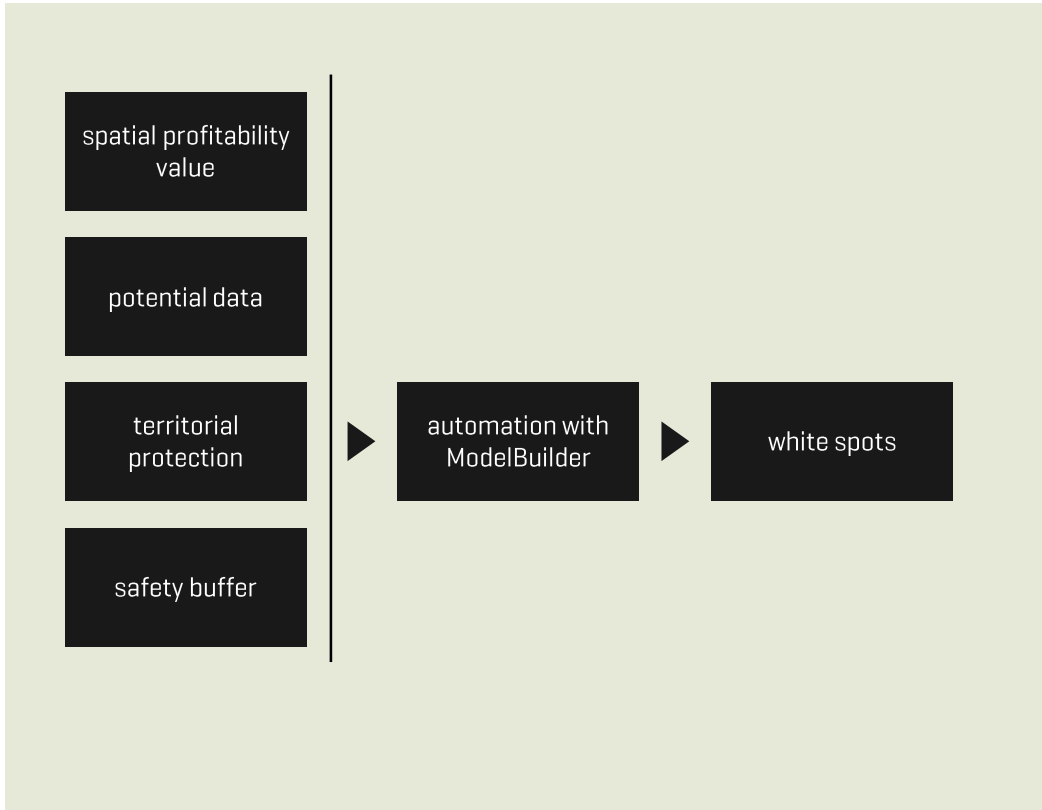 spatial profitability
value
potential data
territorial
protection
automation with
ModelBuilder
white spots
safety buffer